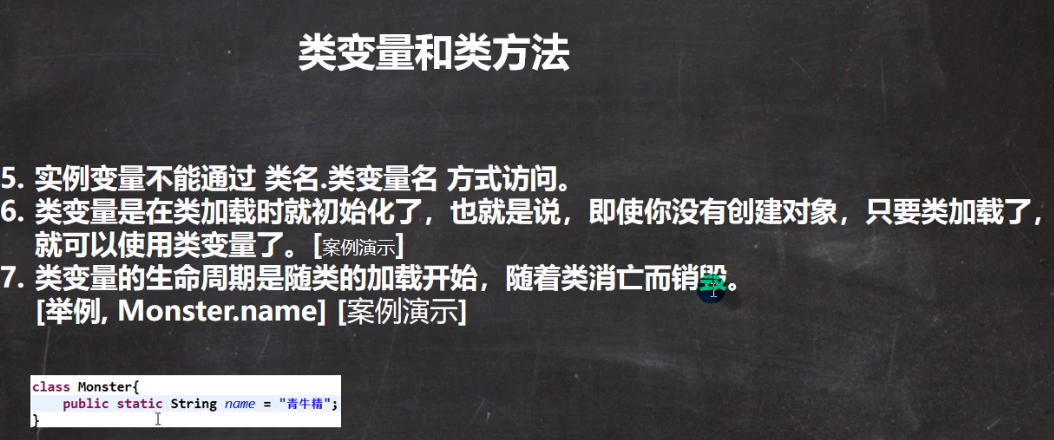 类变量和类方法
5. 实例变量不能通过 类名.类变量名 方式访问。
6. 类变量是在类加载时就初始化了，也就是说，即使你没有创建对象，只要类加载了，
就可以使用类变量了。[案例演示]
7. 类变量的生命周期是随类的加载开始，随着类消亡而销毁。
[举例, Monster.name] [案例演示]
class Monster{
public static String name = "青牛精";
}